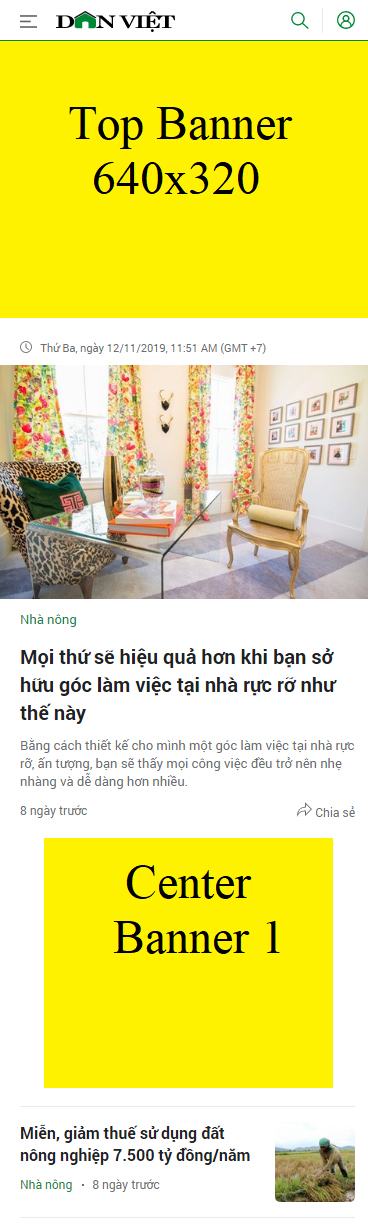 DÂN VIỆT
Top Banner
640x320
Thứ Ba, ngày 12/11/2019, 11:51 AM (GMT +7)
Nhà nông
Mọi thứ sẽ hiệu quả hơn khi bạn sở
hữu góc làm việc tại nhà rực rỡ như
thế này
Bằng cách thiết kế cho mình một góc làm việc tại nhà rực
rỡ, ấn tượng, bạn sẽ thấy mọi công việc đều trở nên nhẹ
nhàng và dễ dàng hơn nhiều.
8 ngày trước
Chia sẻ
Center
Banner 1
Miễn, giảm thuế sử dụng đất
nông nghiệp 7.500 tỷ đồng/năm
Nhà nông • 8 ngày trước